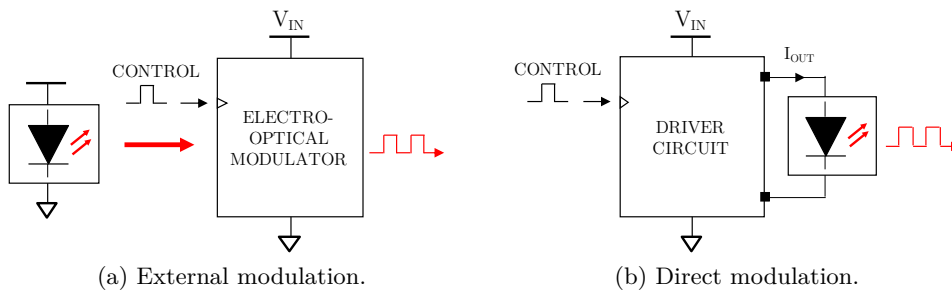 V_IN
CONTROL
ELECTRO-
OPTICAL
MODULATOR
(a) External modulation.
V_IN
CONTROL
I_OUT
DRIVER
CIRCUIT
(b) Direct modulation.